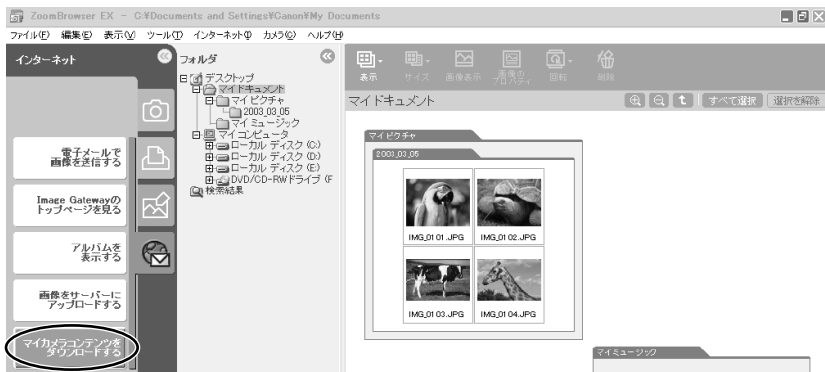 ZoomBrowser EX - C:¥Documents and Settings¥Canon¥My Documents
ファイル(F) 編集(E) 表示(V) ツール(T) インターネット(I) カメラ(C) ヘルプ(H)
インターネット
電子メールで
画像を送信する
Image Gatewayの
トップページを見る
アルバムを
表示する
画像をサーバーに
アップロードする
マイカメラコンテンツを
ダウンロードする
フォルダ
デスクトップ
マイドキュメント
マイピクチャ
2003_03_05
マイミュージック
マイコンピュータ
ローカル ディスク (C:)
ローカル ディスク (D:)
ローカル ディスク (E:)
DVD/CD-RWドライブ (F
検索結果
表示 サイズ 画像表示 画像のプロパティ 回転 削除
マイドキュメント すべて選択 選択を解除
マイピクチャ
2003_03_05
IMG_0101.JPG IMG_0102.JPG
IMG_0103.JPG IMG_0104.JPG
マイミュージック